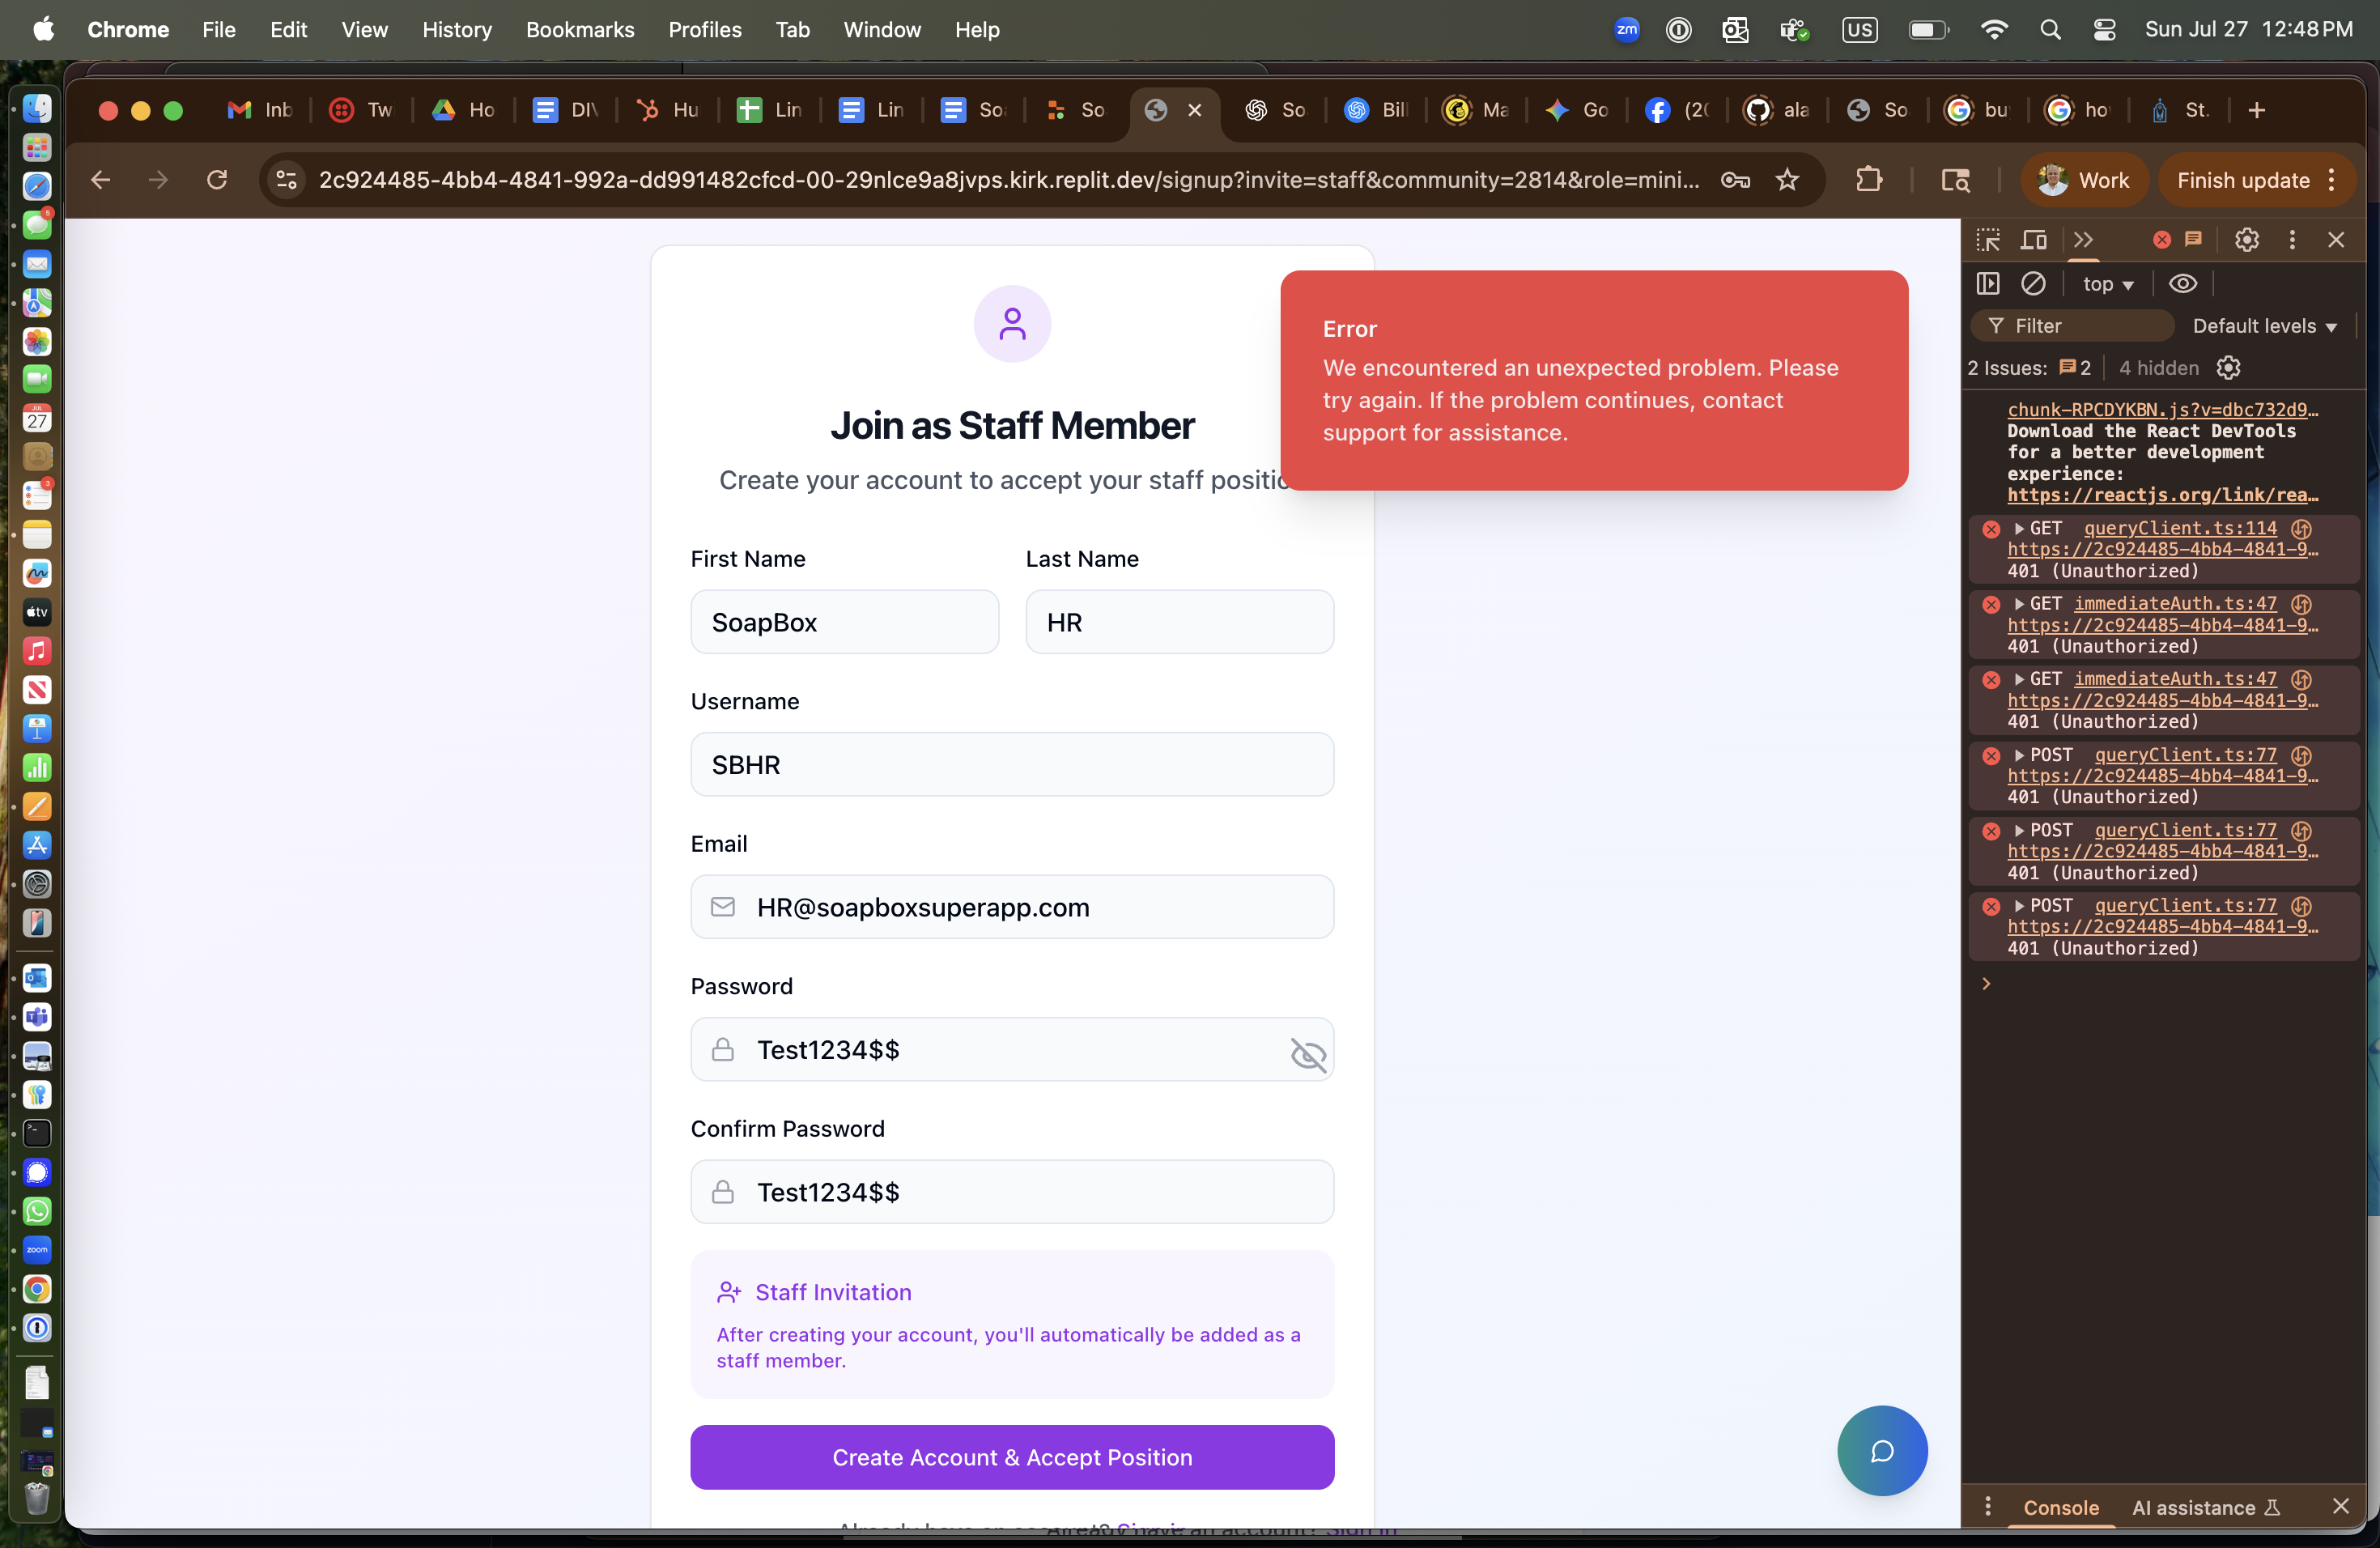 Chrome File Edit View History Bookmarks Profiles Tab Window Help
zm US Sun Jul 27 12:48 PM
Inb Tw Ho DI Hu Lin Lin So So So Bill Ma Go (20 ala So bu ho St.
2c924485-4bb4-4841-992a-dd991482cfcd-00-29nlce9a8jvps.kirk.replit.dev/signup?invite=staff&community=2814&role=mini...
Work
Finish update
Join as Staff Member
Create your account to accept your staff positio
Error
We encountered an unexpected problem. Please
try again. If the problem continues, contact
support for assistance.
First Name
Last Name
SoapBox
HR
Username
SBHR
Email
HR@soapboxsuperapp.com
Password
Test1234$$
Confirm Password
Test1234$$
Staff Invitation
After creating your account, you'll automatically be added as a
staff member.
Create Account & Accept Position
top
Filter
Default levels
2 Issues: 2
4 hidden
chunk-RPCDYKBN.js?v=dbc732d9…
Download the React DevTools
for a better development
experience:
https://reactjs.org/link/rea…
GET queryClient.ts:114
https://2c924485-4bb4-4841-9…
401 (Unauthorized)
GET immediateAuth.ts:47
https://2c924485-4bb4-4841-9…
401 (Unauthorized)
GET immediateAuth.ts:47
https://2c924485-4bb4-4841-9…
401 (Unauthorized)
POST queryClient.ts:77
https://2c924485-4bb4-4841-9…
401 (Unauthorized)
POST queryClient.ts:77
https://2c924485-4bb4-4841-9…
401 (Unauthorized)
POST queryClient.ts:77
https://2c924485-4bb4-4841-9…
401 (Unauthorized)
Console
AI assistance
5
JUL
27
3
tv
zoom